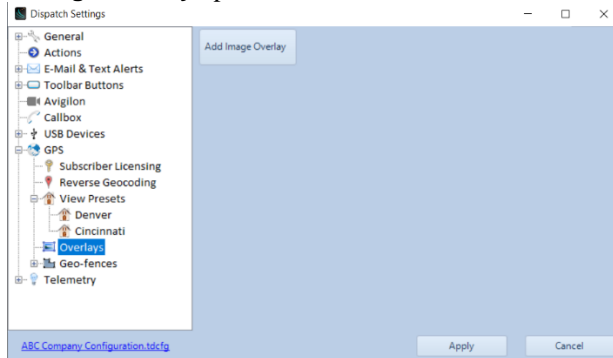 Dispatch Settings
General
Actions
E-Mail & Text Alerts
Toolbar Buttons
Avigilon
Callbox
USB Devices
GPS
Subscriber Licensing
Reverse Geocoding
View Presets
Denver
Cincinnati
Overlays
Geo-fences
Telemetry
Add Image Overlay
ABC Company Configuration.tdcfg
Apply
Cancel